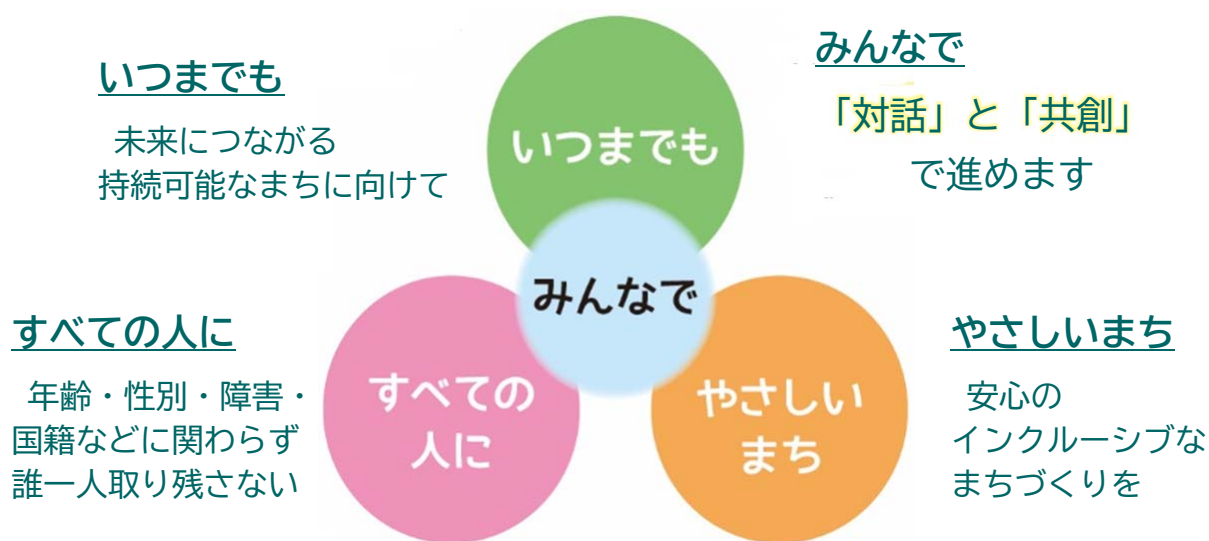 いつまでも
未来につながる
持続可能なまちに向けて
いつまでも
みんなで
「対話」と「共創」
で進めます
みんなで
すべての人に
年齢・性別・障害・
国籍などに関わらず
誰一人取り残さない
すべての
人に
やさしい
まち
やさしいまち
安心の
インクルーシブな
まちづくりを